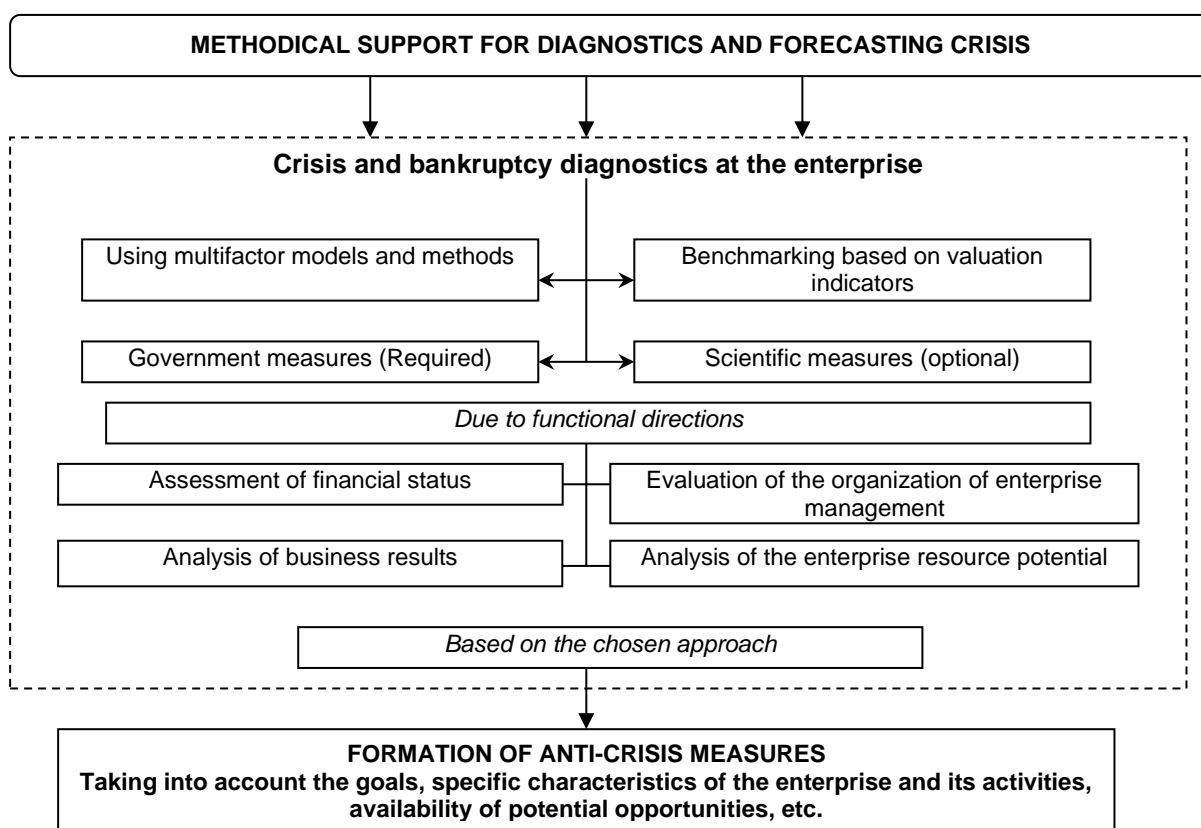 METHODICAL SUPPORT FOR DIAGNOSTICS AND FORECASTING CRISIS
Crisis and bankruptcy diagnostics at the enterprise
Using multifactor models and methods
Benchmarking based on valuation
indicators
Government measures (Required)
Scientific measures (optional)
Due to functional directions
Assessment of financial status
Evaluation of the organization of enterprise
management
Analysis of business results
Analysis of the enterprise resource potential
Based on the chosen approach
FORMATION OF ANTI-CRISIS MEASURES
Taking into account the goals, specific characteristics of the enterprise and its activities,
availability of potential opportunities, etc.